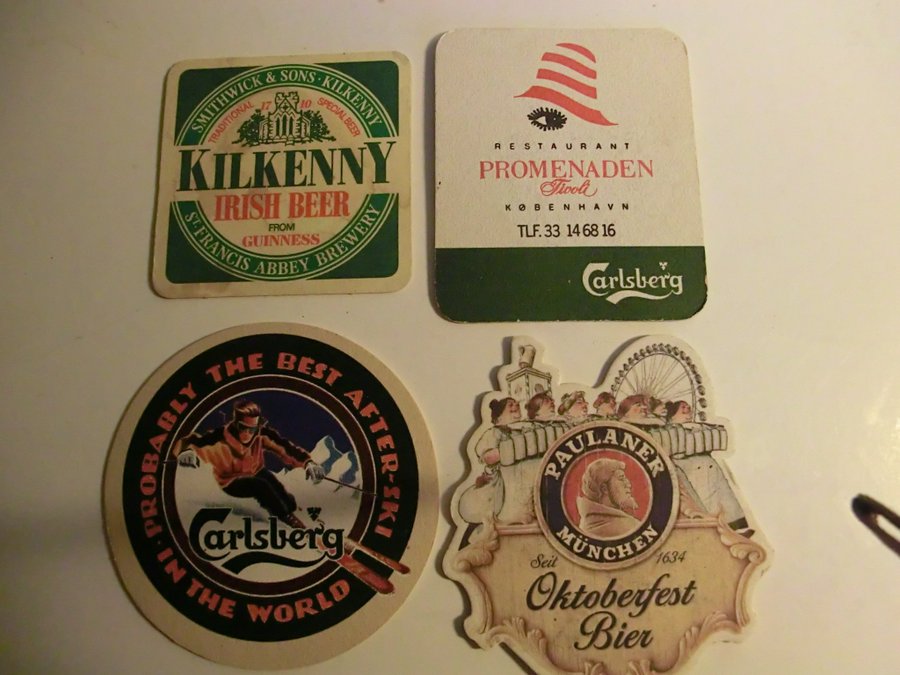 SMITHWICK & SONS · KILKENNY
TRADITIONAL 17 10 SPECIAL BEER
KILKENNY
IRISH BEER
FROM
GUINNESS
ST FRANCIS ABBEY BREWERY
RESTAURANT
PROMENADEN
Tivoli
KØBENHAVN
TLF. 33 14 68 16
Carlsberg
· PROBABLY THE BEST AFTER-SKI
Carlsberg
IN THE WORLD
PAULANER
MÜNCHEN
Seit 1634
Oktoberfest
Bier